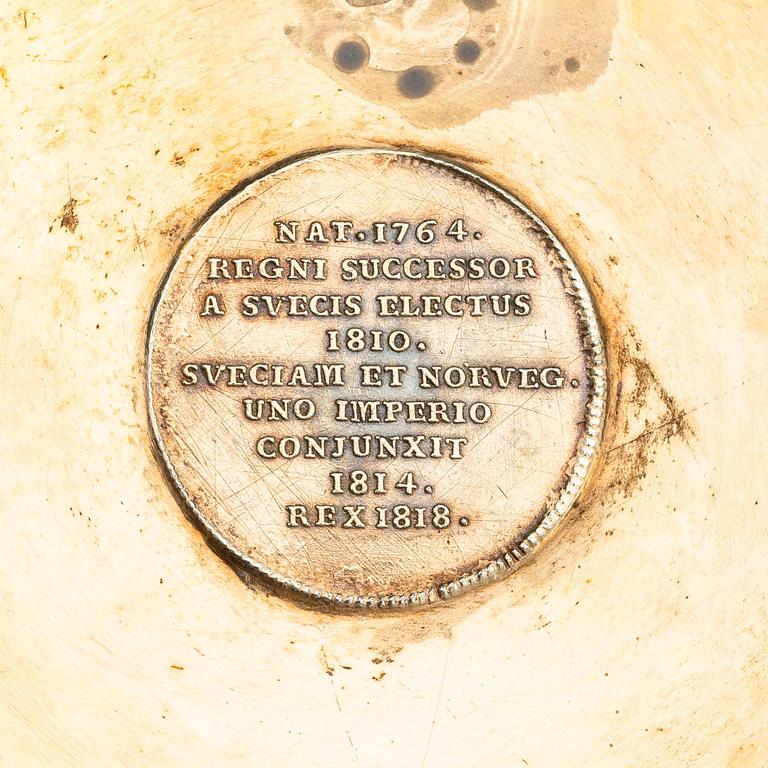 NAT. 1764.
REGNI SUCCESSOR
A SVECIS ELECTUS
1810.
SVECIAM ET NORVEG.
UNO IMPERIO
CONJUNXIT
1814.
REX 1818.